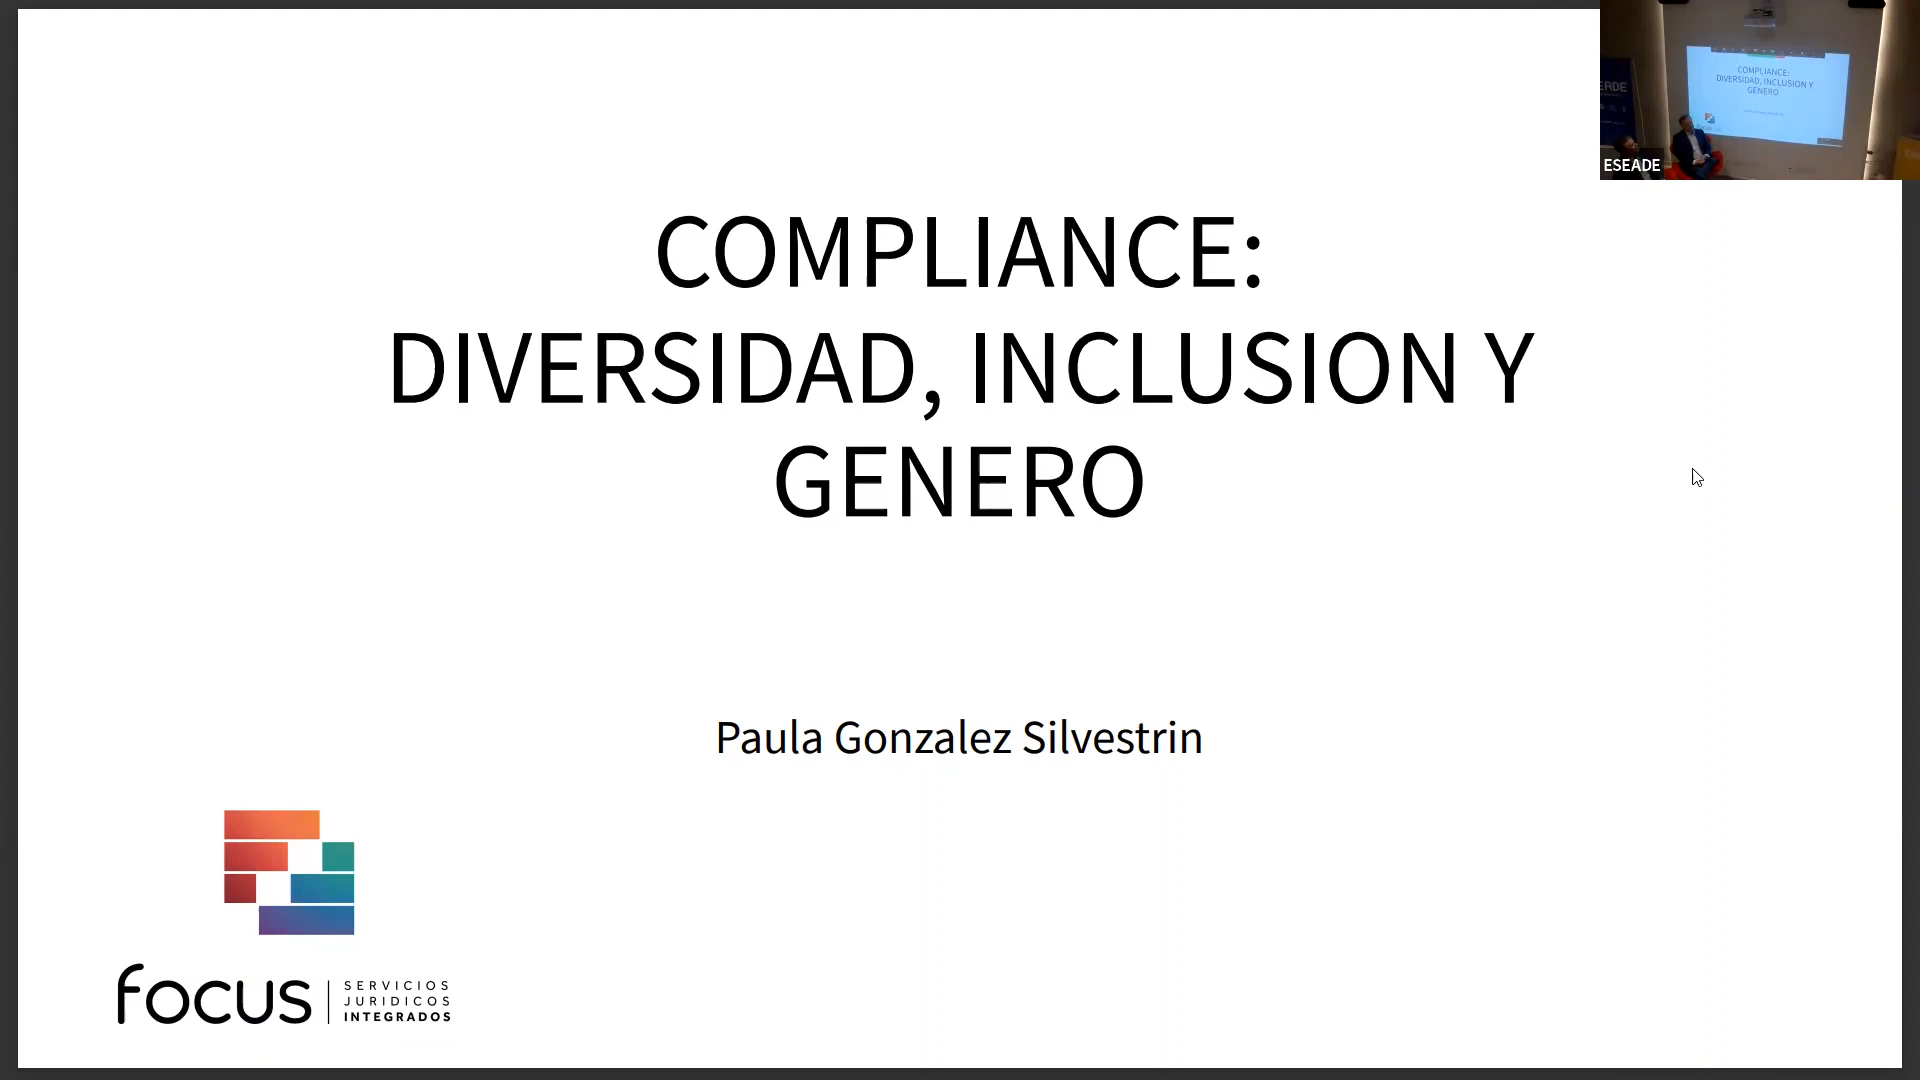 COMPLIANCE:
DIVERSIDAD, INCLUSION Y
GENERO
Paula Gonzalez Silvestrin
focus
SERVICIOS
JURIDICOS
INTEGRADOS
COMPLIANCE:
DIVERSIDAD, INCLUSION Y
GENERO
ESEADE